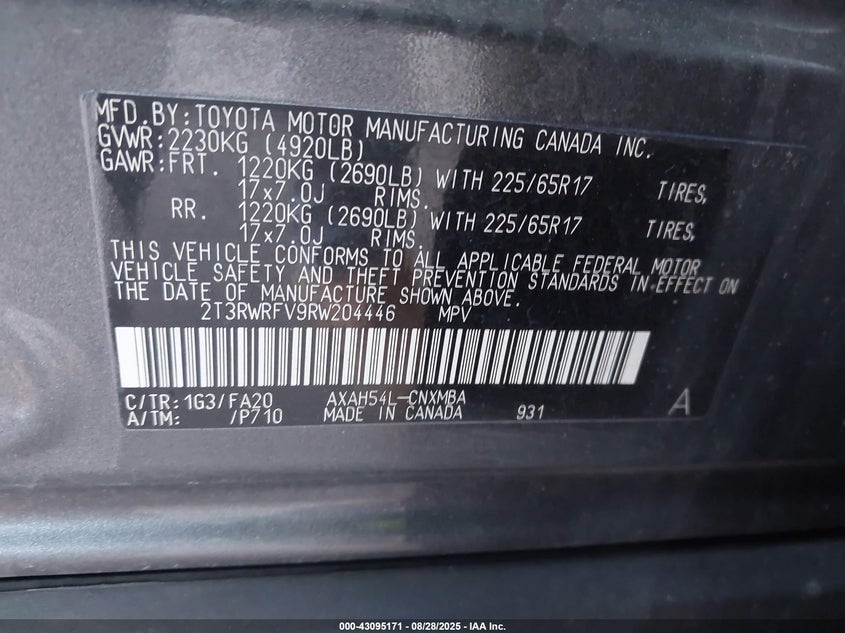 MFD.BY:TOYOTA MOTOR MANUFACTURING CANADA INC.
GVWR:2230KG (4920LB)
GAWR:FRT. 1220KG (2690LB) WITH 225/65R17 TIRES,
17x7.0J RIMS.
RR. 1220KG (2690LB) WITH 225/65R17 TIRES,
17x7.0J RIMS.
THIS VEHICLE CONFORMS TO ALL APPLICABLE FEDERAL MOTOR
VEHICLE SAFETY AND THEFT PREVENTION STANDARDS IN EFFECT ON
THE DATE OF MANUFACTURE SHOWN ABOVE.
2T3RWRFV9RW204446 MPV
C/TR:1G3/FA20 AXAH54L-CNXMBA
A/TM: /P710 MADE IN CANADA 931 A
000-43095171 | 08/28/2025 - IAA Inc.